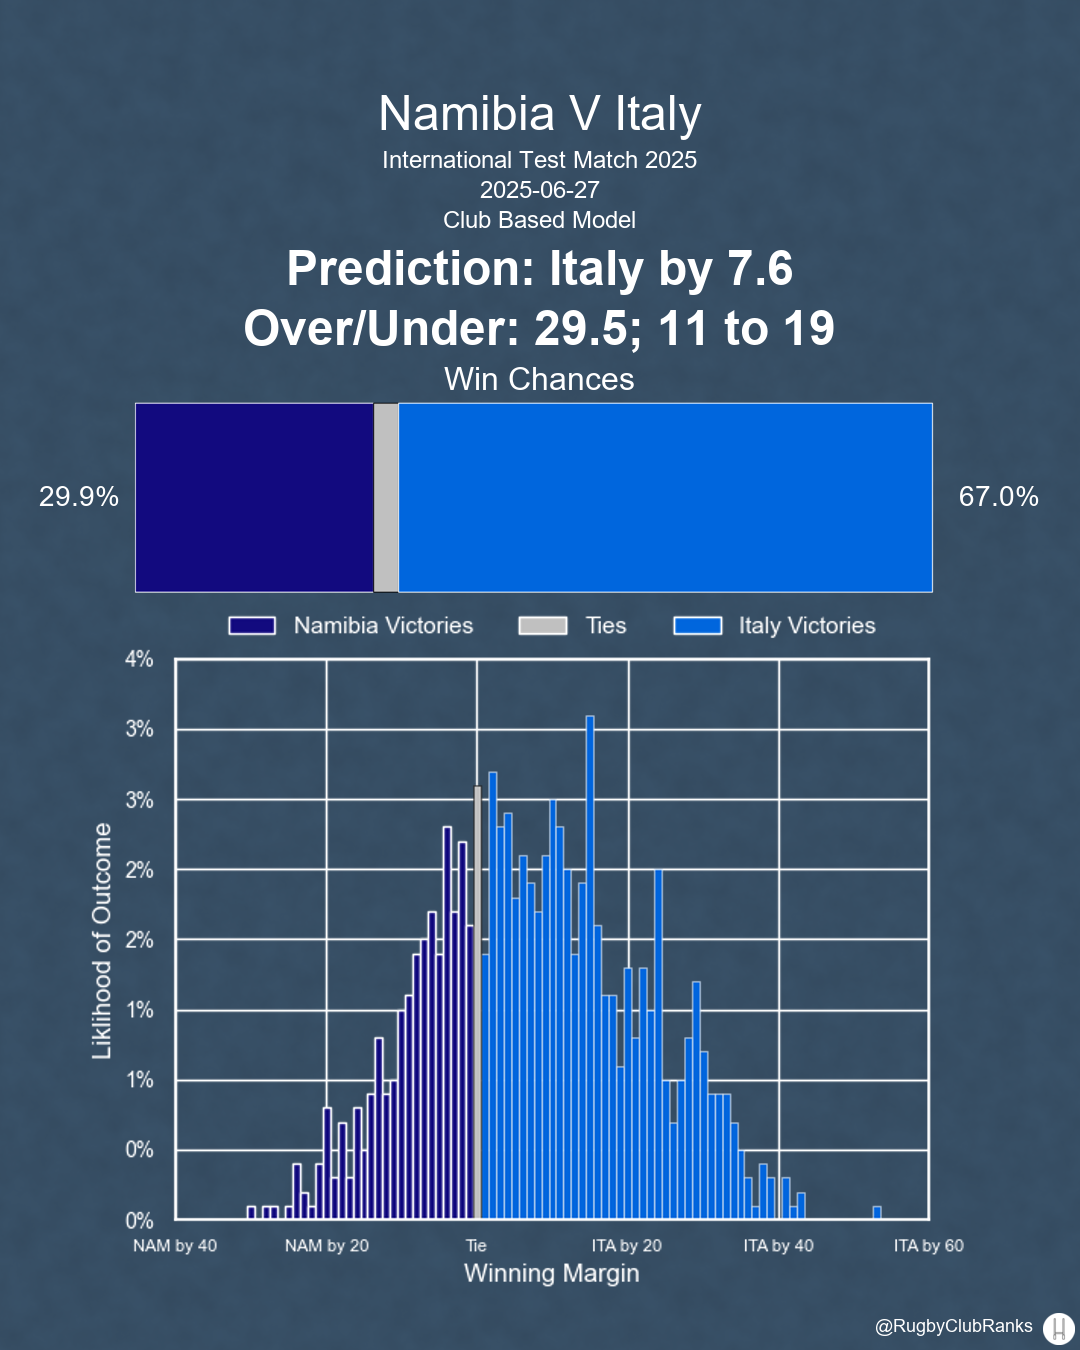 Namibia V Italy
International Test Match 2025
2025-06-27
Club Based Model
Prediction: Italy by 7.6
Over/Under: 29.5; 11 to 19
Win Chances
29.9%
67.0%
Namibia Victories Ties Italy Victories
4%
3%
3%
2%
2%
1%
1%
0%
0%
Liklihood of Outcome
NAM by 40 NAM by 20 Tie ITA by 20 ITA by 40 ITA by 60
Winning Margin
@RugbyClubRanks